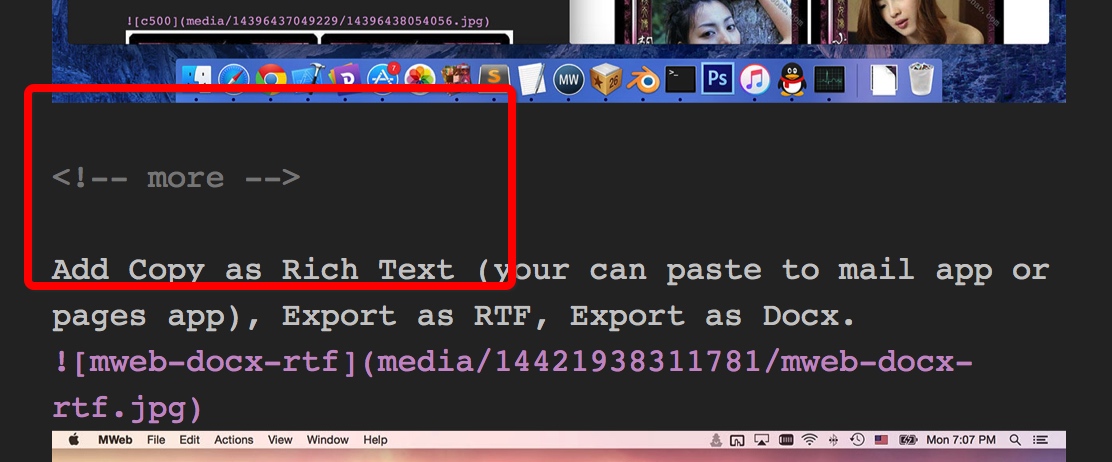 ![c500](media/14396437049229/14396438054056.jpg)
7
S
MW
26
>_
Ps
<!-- more -->
Add Copy as Rich Text (your can paste to mail app or
pages app), Export as RTF, Export as Docx.
![mweb-docx-rtf](media/14421938311781/mweb-docx-
rtf.jpg)
MWeb File Edit Actions View Window Help Mon 7:07 PM